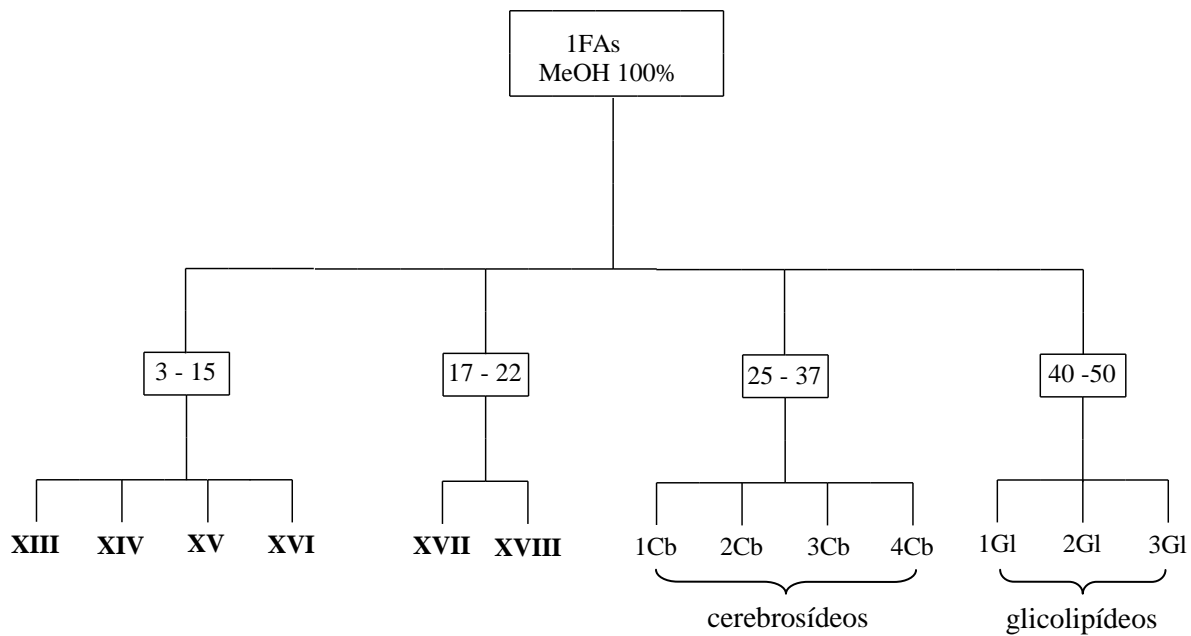 1FAs
MeOH 100%
3 - 15
17 - 22
25 - 37
40 -50
XIII XIV XV XVI XVII XVIII 1Cb 2Cb 3Cb 4Cb 1Gl 2Gl 3Gl
cerebrosídeos glicolipídeos